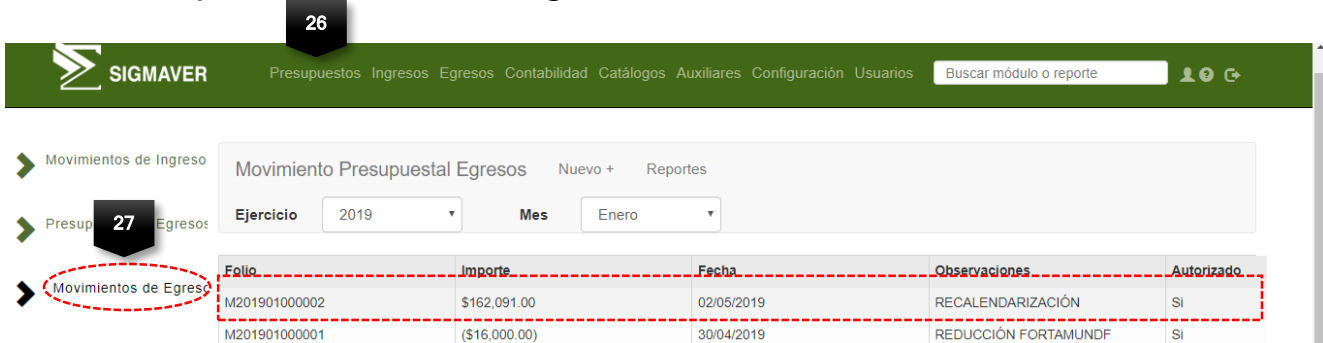 26
SIGMAVER Presupuestos Ingresos Egresos Contabilidad Catálogos Auxiliares Configuración Usuarios Buscar módulo o reporte
Movimientos de Ingreso
Movimiento Presupuestal Egresos Nuevo + Reportes
Ejercicio 2019 Mes Enero
Presup 27 Egresos
Movimientos de Egreso
Folio Importe Fecha Observaciones Autorizado
M201901000002 $162,091.00 02/05/2019 RECALENDARIZACIÓN Si
M201901000001 ($16,000.00) 30/04/2019 REDUCCIÓN FORTAMUNDF Si